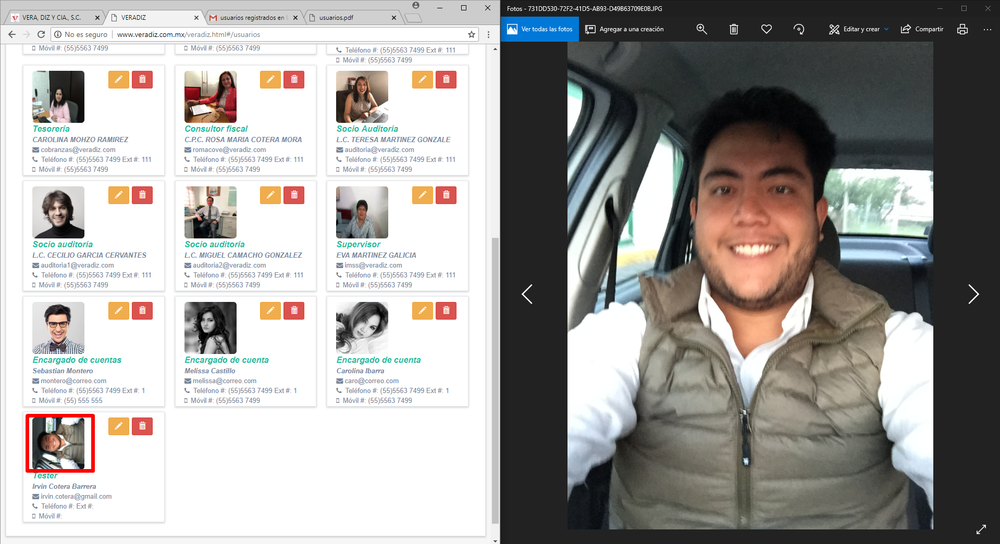 VERA, DIZ Y CIA., S.C.
VERADIZ
usuarios registrados en l
usuarios.pdf
No es seguro
www.veradiz.com.mx/veradiz.html#/usuarios
Móvil #: (55)5563 7499
Móvil #: (55)5563 7499
Teléfono #: (55)5563 7499 Ext #: 111
Móvil #: (55)5563 7499
Tesorería
CAROLINA MOHZO RAMIREZ
cobranzas@veradiz.com
Teléfono #: (55)5563 7499 Ext #: 111
Móvil #: (55)5563 7499
Consultor fiscal
C.P.C. ROSA MARIA COTERA MORA
romacove@veradiz.com
Teléfono #: (55)5563 7499 Ext #: 111
Móvil #: (55)5563 7499
Socio Auditoría
L.C. TERESA MARTINEZ GONZALE
auditoria@veradiz.com
Teléfono #: (55)5563 7499 Ext #: 111
Móvil #: (55)5563 7499
Socio auditoría
L.C. CECILIO GARCIA CERVANTES
auditoria1@veradiz.com
Teléfono #: (55)5563 7499 Ext #: 111
Móvil #: (55)5563 7499
Socio auditoría
L.C. MIGUEL CAMACHO GONZALEZ
auditoria2@veradiz.com
Teléfono #: (55)5563 7499 Ext #: 111
Móvil #: (55)5563 7499
Supervisor
EVA MARTINEZ GALICIA
imss@veradiz.com
Teléfono #: (55)5563 7499 Ext #: 111
Móvil #: (55)5563 7499
Encargado de cuentas
Sebastian Montero
montero@correo.com
Teléfono #: (55)5563 7499 Ext #: 1
Móvil #: (55) 555 555
Encargado de cuenta
Melissa Castillo
melissa@correo.com
Teléfono #: (55)5563 7499 Ext #: 1
Móvil #: (55)5563 7499
Encargado de cuenta
Carolina Ibarra
caro@correo.com
Teléfono #: (55)5563 7499 Ext #: 1
Móvil #: (55)5563 7499
Tester
Irvin Cotera Barrera
irvin.cotera@gmail.com
Teléfono #: Ext #:
Móvil #:
Fotos - 731DD530-72F2-41D5-AB93-D49B63709E0B.JPG
Ver todas las fotos
Agregar a una creación
Editar y crear
Compartir